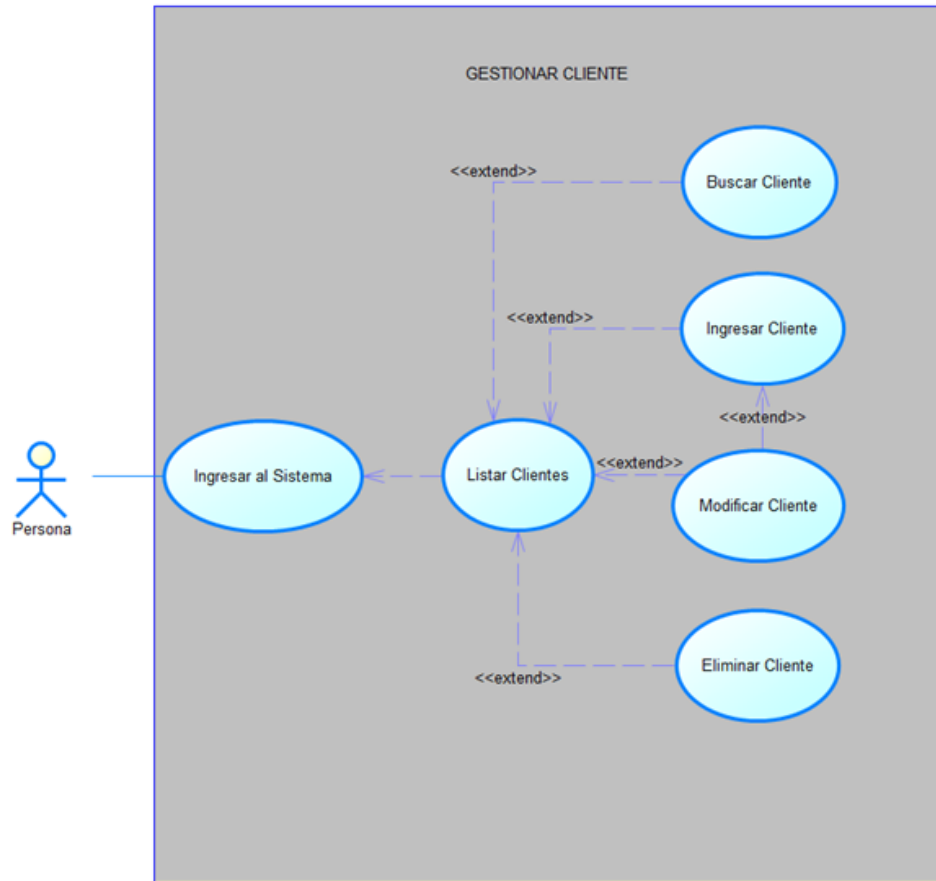 GESTIONAR CLIENTE
<<extend>>
Buscar Cliente
<<extend>>
Ingresar Cliente
<<extend>>
Ingresar al Sistema
Listar Clientes
<<extend>>
Modificar Cliente
Persona
Eliminar Cliente
<<extend>>